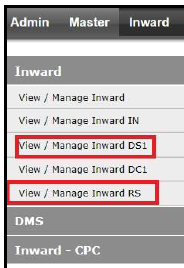 Admin Master Inward
Inward
View / Manage Inward
View / Manage Inward IN
View / Manage Inward DS1
View / Manage Inward DC1
View / Manage Inward RS
DMS
Inward - CPC